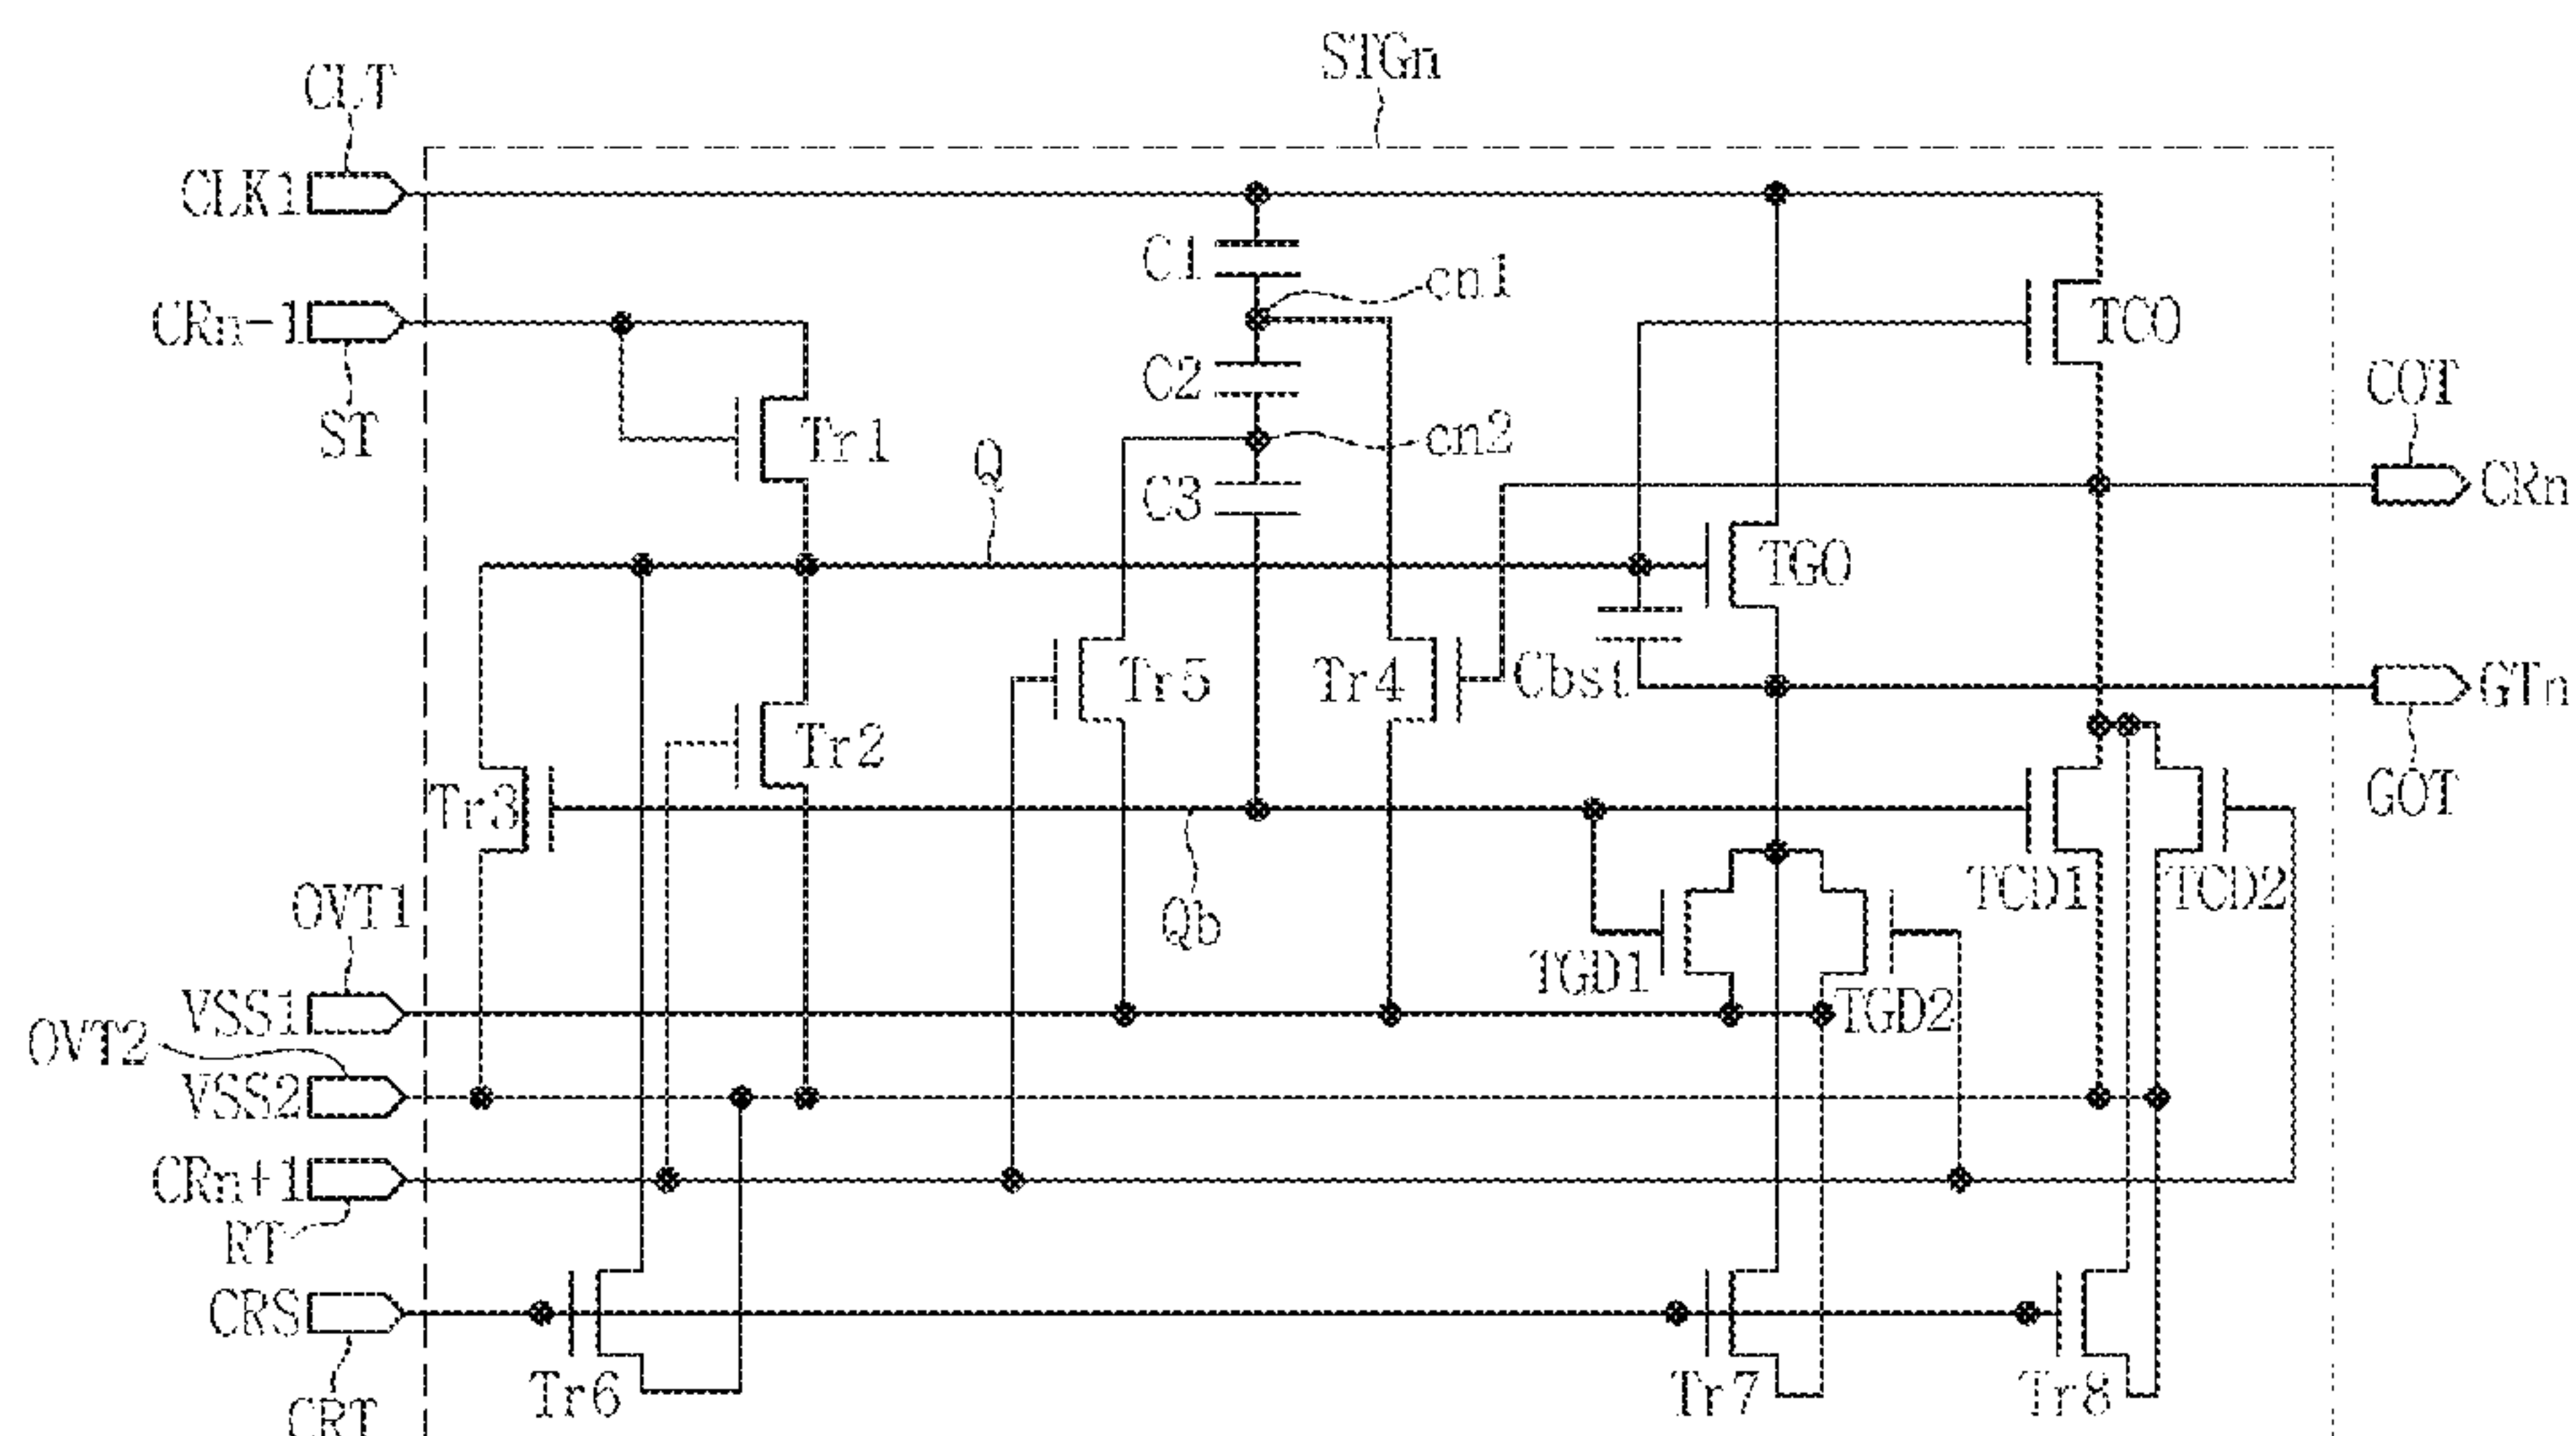 STGn
CLT
CLK1
C1
cn1
CRn-1
TCO
ST
Tr1
C2
cn2
COT
Q
C3
CRn
TGO
Tr5
Tr4
Cbst
GTn
Tr2
Tr3
GOT
TCD1
TCD2
OVT1
Qb
TGD1
VSS1
TGD2
OVT2
VSS2
CRn+1
RT
CRS
Tr6
Tr7
Tr8
CRT